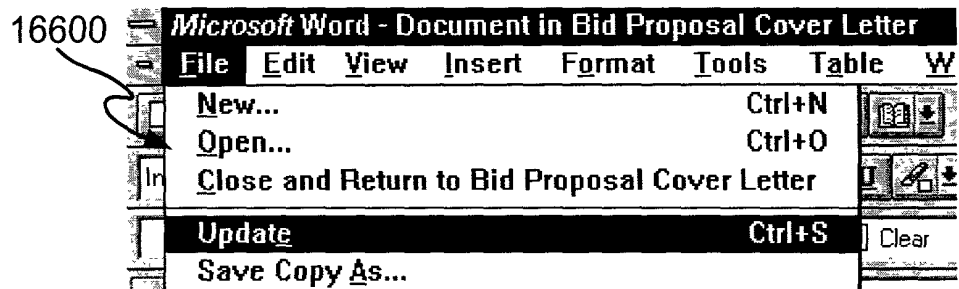 16600
Microsoft Word - Document in Bid Proposal Cover Letter
File Edit View Insert Format Tools Table W
New... Ctrl+N
Open... Ctrl+O
In
Close and Return to Bid Proposal Cover Letter U
Update Ctrl+S Clear
Save Copy As...